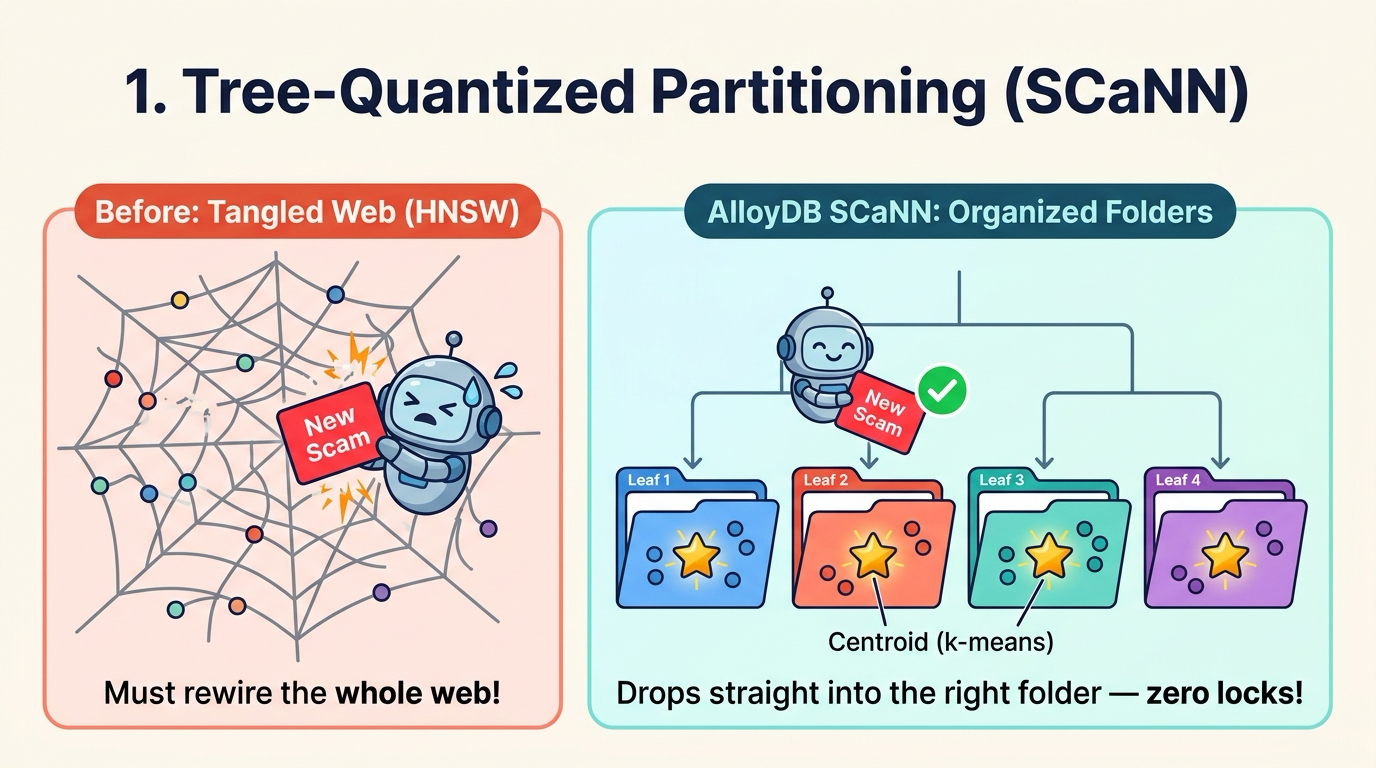 1. Tree-Quantized Partitioning (SCaNN)
Before: Tangled Web (HNSW)
New
Scam
Must rewire the whole web!
AlloyDB SCaNN: Organized Folders
New
Scam
Leaf 1
Leaf 2
Leaf 3
Leaf 4
Centroid (k-means)
Drops straight into the right folder — zero locks!